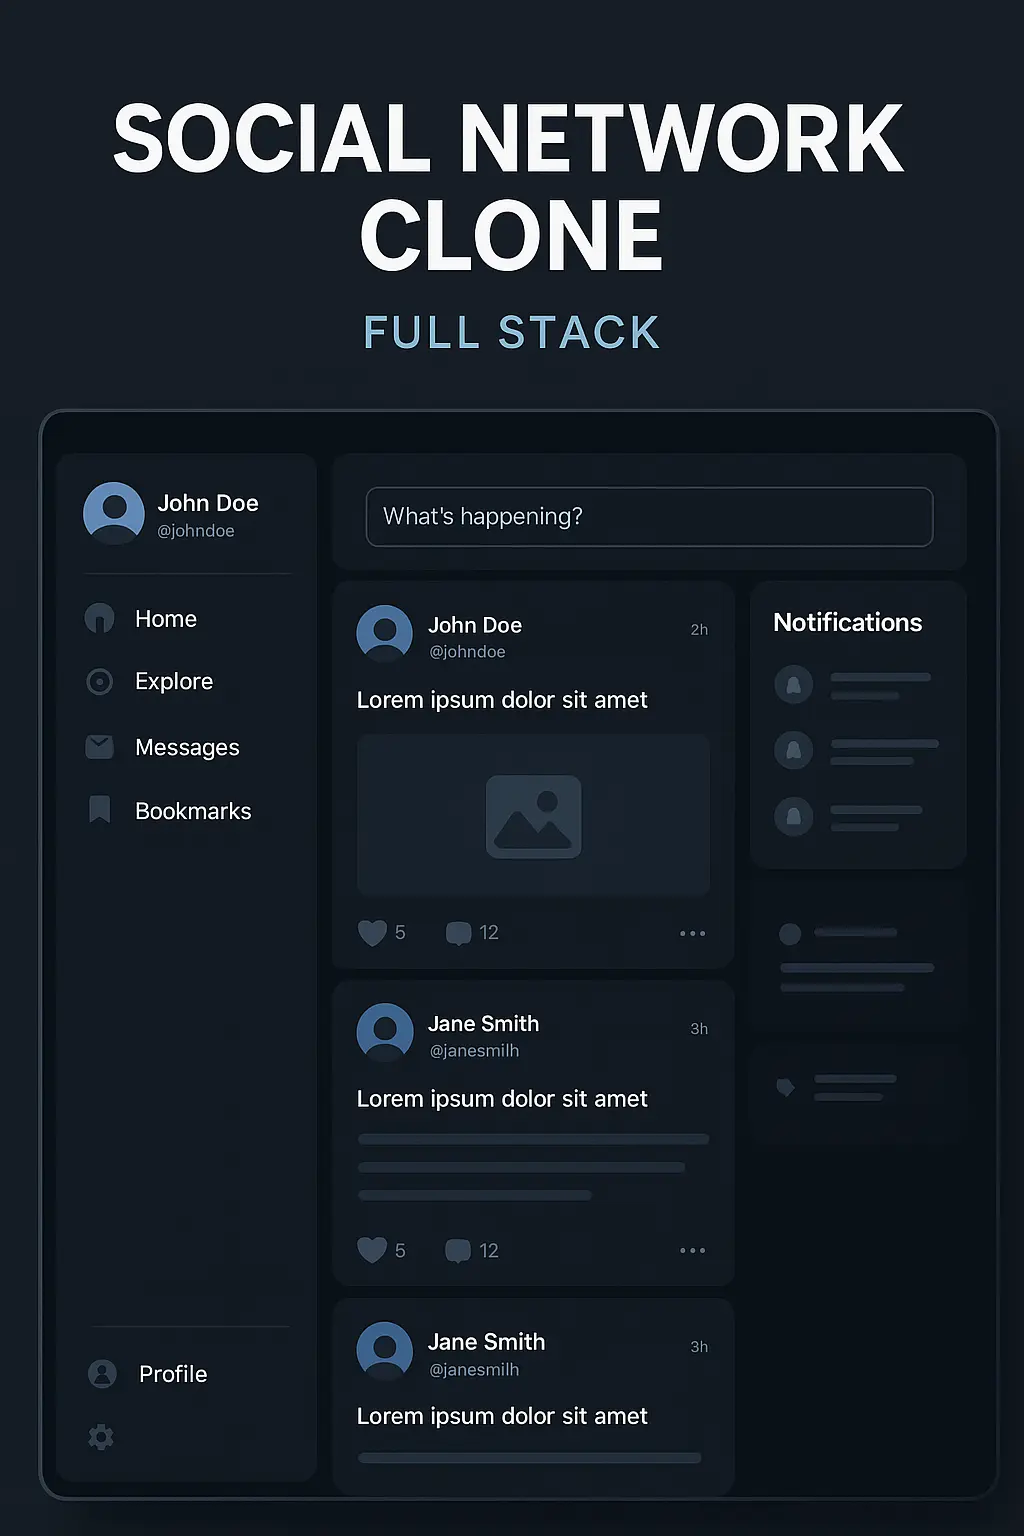 SOCIAL NETWORK
CLONE
FULL STACK
John Doe
@johndoe
Home
Explore
Messages
Bookmarks
Profile
What's happening?
John Doe
@johndoe
2h
Lorem ipsum dolor sit amet
5
12
Jane Smith
@janesmilh
3h
Lorem ipsum dolor sit amet
5
12
Jane Smith
@janesmilh
3h
Lorem ipsum dolor sit amet
Notifications